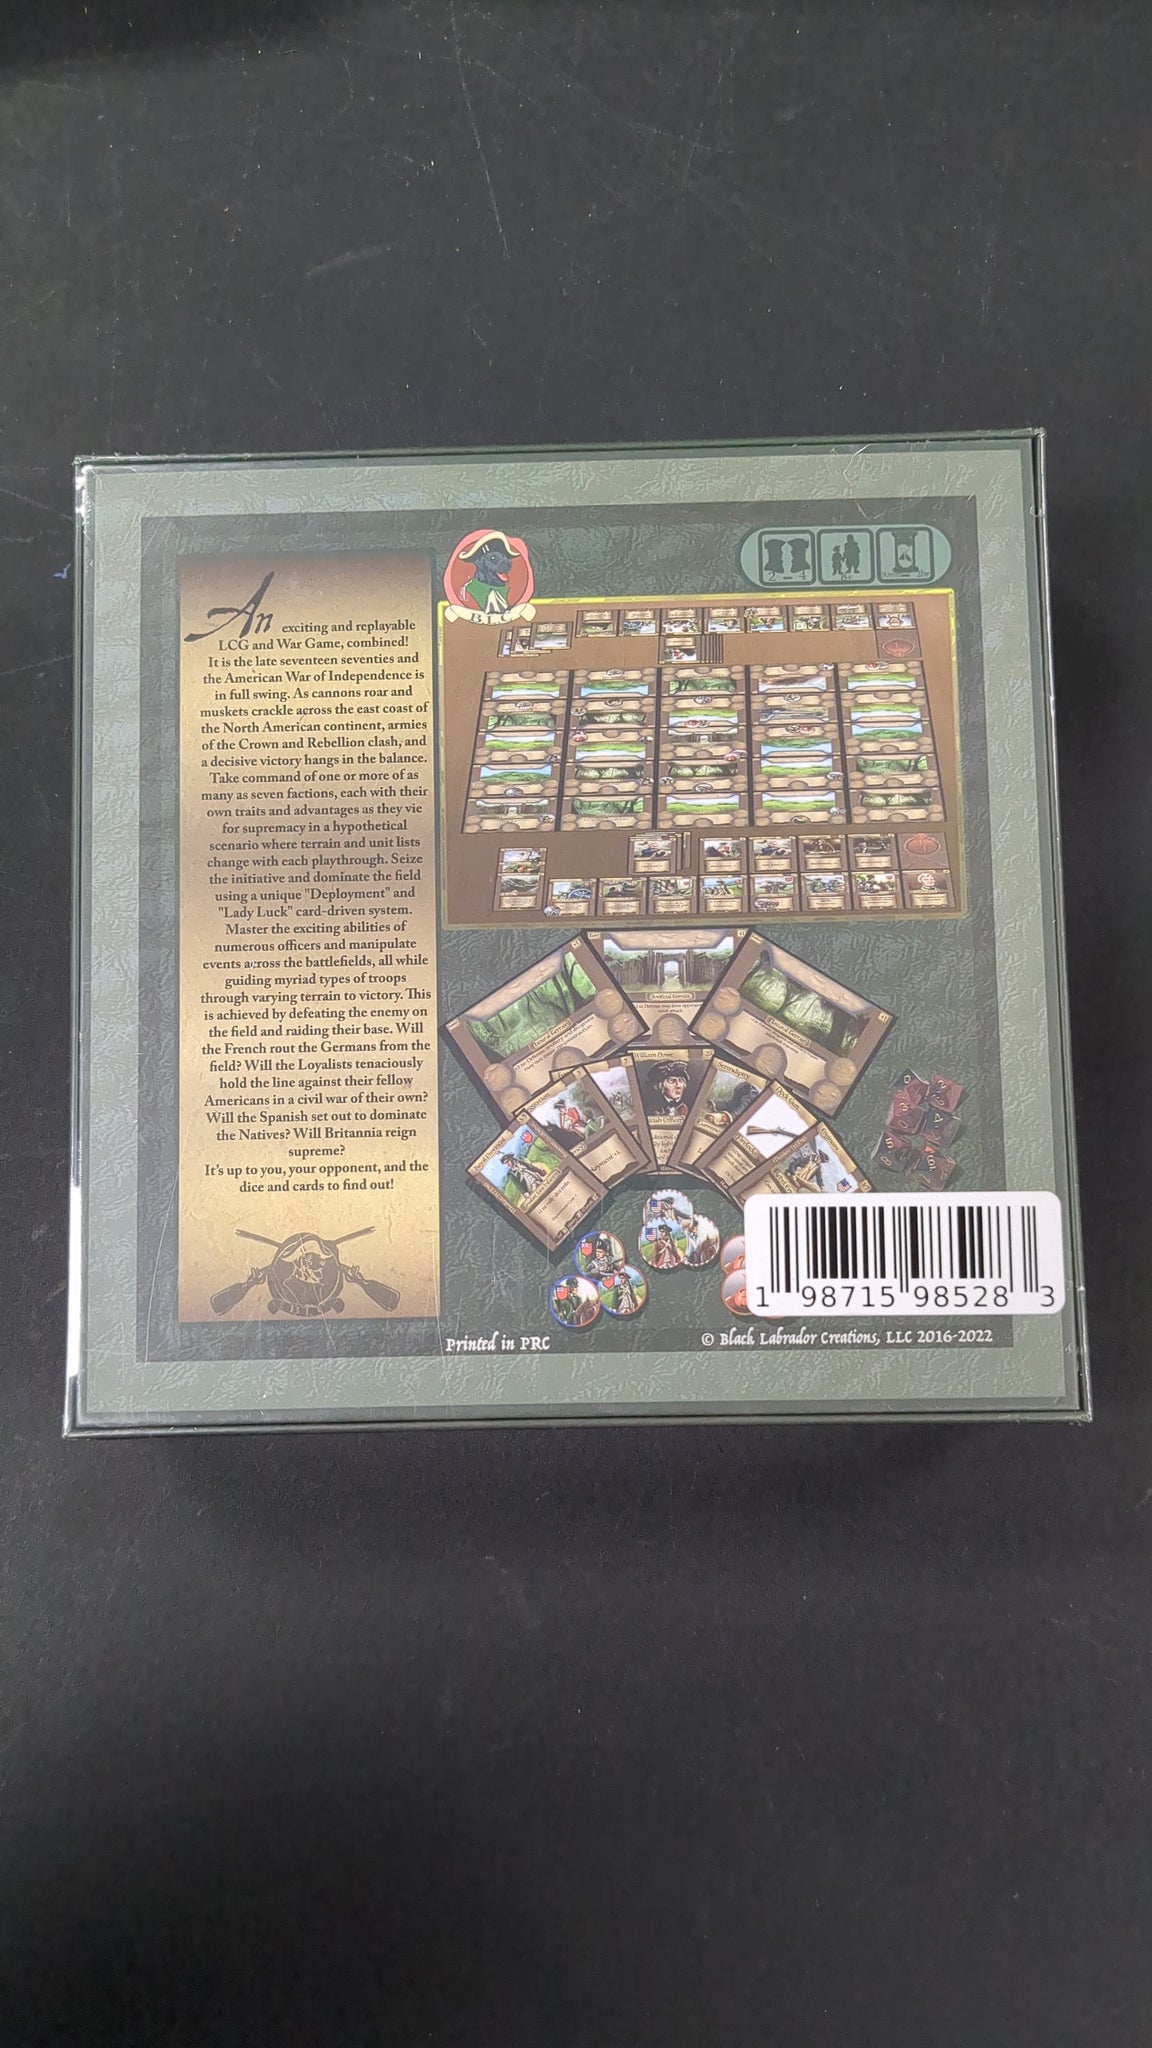 An exciting and replayable
LCG and War Game, combined!
It is the late seventeen seventies and
the American War of Independence is
in full swing. As cannons roar and
muskets crackle across the east coast of
the North American continent, armies
of the Crown and Rebellion clash, and
a decisive victory hangs in the balance.
Take command of one or more of as
many as seven factions, each with their
own traits and advantages as they vie
for supremacy in a hypothetical
scenario where terrain and unit lists
change with each playthrough. Seize
the initiative and dominate the field
using a unique "Deployment" and
"Lady Luck" card-driven system.
Master the exciting abilities of
numerous officers and manipulate
events across the battlefields, all while
guiding myriad types of troops
through varying terrain to victory. This
is achieved by defeating the enemy on
the field and raiding their base. Will
the French rout the Germans from the
field? Will the Loyalists tenaciously
hold the line against their fellow
Americans in a civil war of their own?
Will the Spanish set out to dominate
the Natives? Will Britannia reign
supreme?
It's up to you, your opponent, and the
dice and cards to find out!
BLC
2 - 4
Artificial Terrain
Natural Terrain
Natural Terrain
William Howe
Serendipity
1 98715 98528 3
Printed in PRC
© Black Labrador Creations, LLC 2016-2022